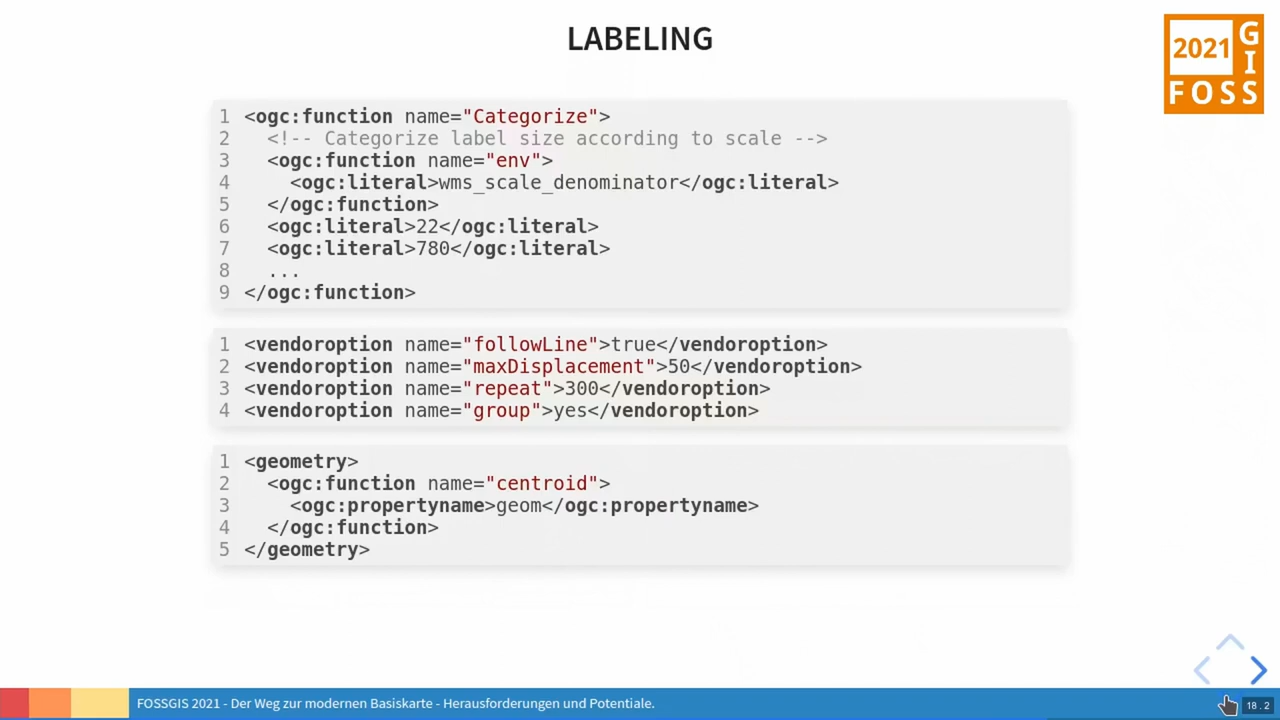 LABELING
2021 G
I
FOSS
1 <ogc:function name="Categorize">
2   <!-- Categorize label size according to scale -->
3   <ogc:function name="env">
4     <ogc:literal>wms_scale_denominator</ogc:literal>
5   </ogc:function>
6   <ogc:literal>22</ogc:literal>
7   <ogc:literal>780</ogc:literal>
8   ...
9 </ogc:function>
1 <vendoroption name="followLine">true</vendoroption>
2 <vendoroption name="maxDisplacement">50</vendoroption>
3 <vendoroption name="repeat">300</vendoroption>
4 <vendoroption name="group">yes</vendoroption>
1 <geometry>
2   <ogc:function name="centroid">
3     <ogc:propertyname>geom</ogc:propertyname>
4   </ogc:function>
5 </geometry>
FOSSGIS 2021 - Der Weg zur modernen Basiskarte - Herausforderungen und Potentiale.
18.2